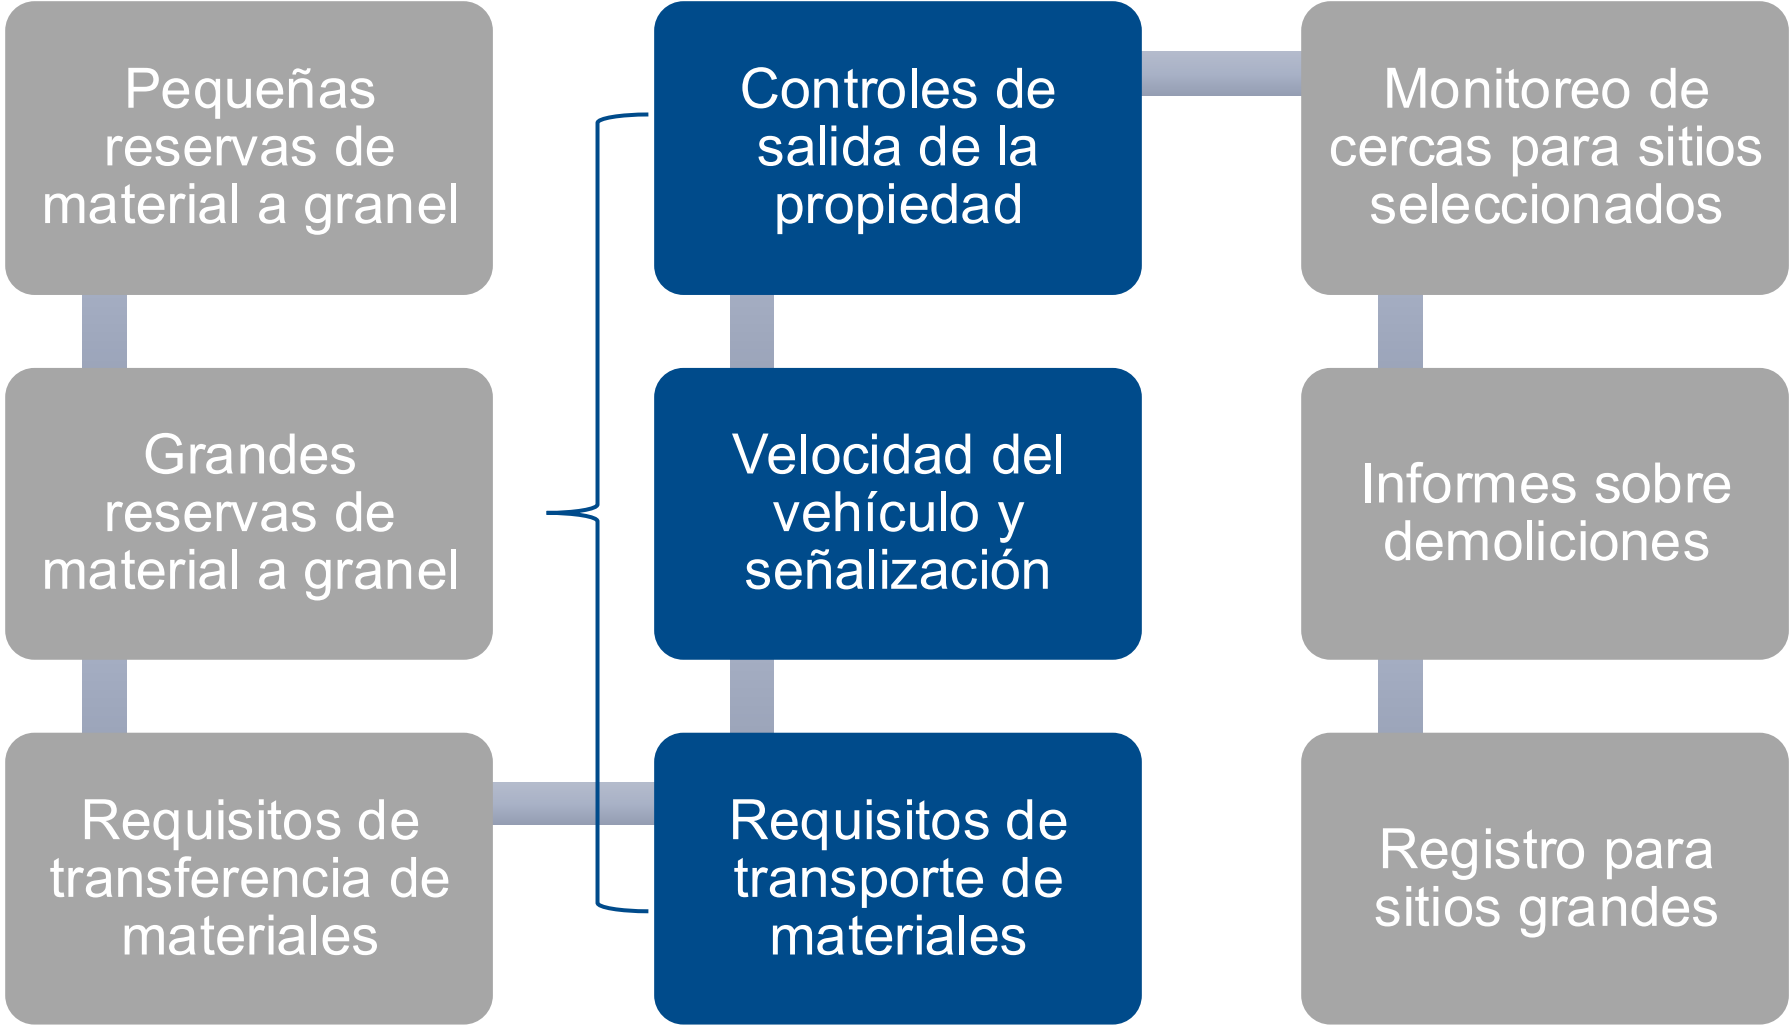 Pequeñas
reservas de
material a granel
Grandes
reservas de
material a granel
Requisitos de
transferencia de
materiales
Requisitos de
transporte de
materiales
Velocidad del
vehículo y
señalización
Controles de
salida de la
propiedad
Monitoreo de
cercas para sitios
seleccionados
Informes sobre
demoliciones
Registro para
sitios grandes